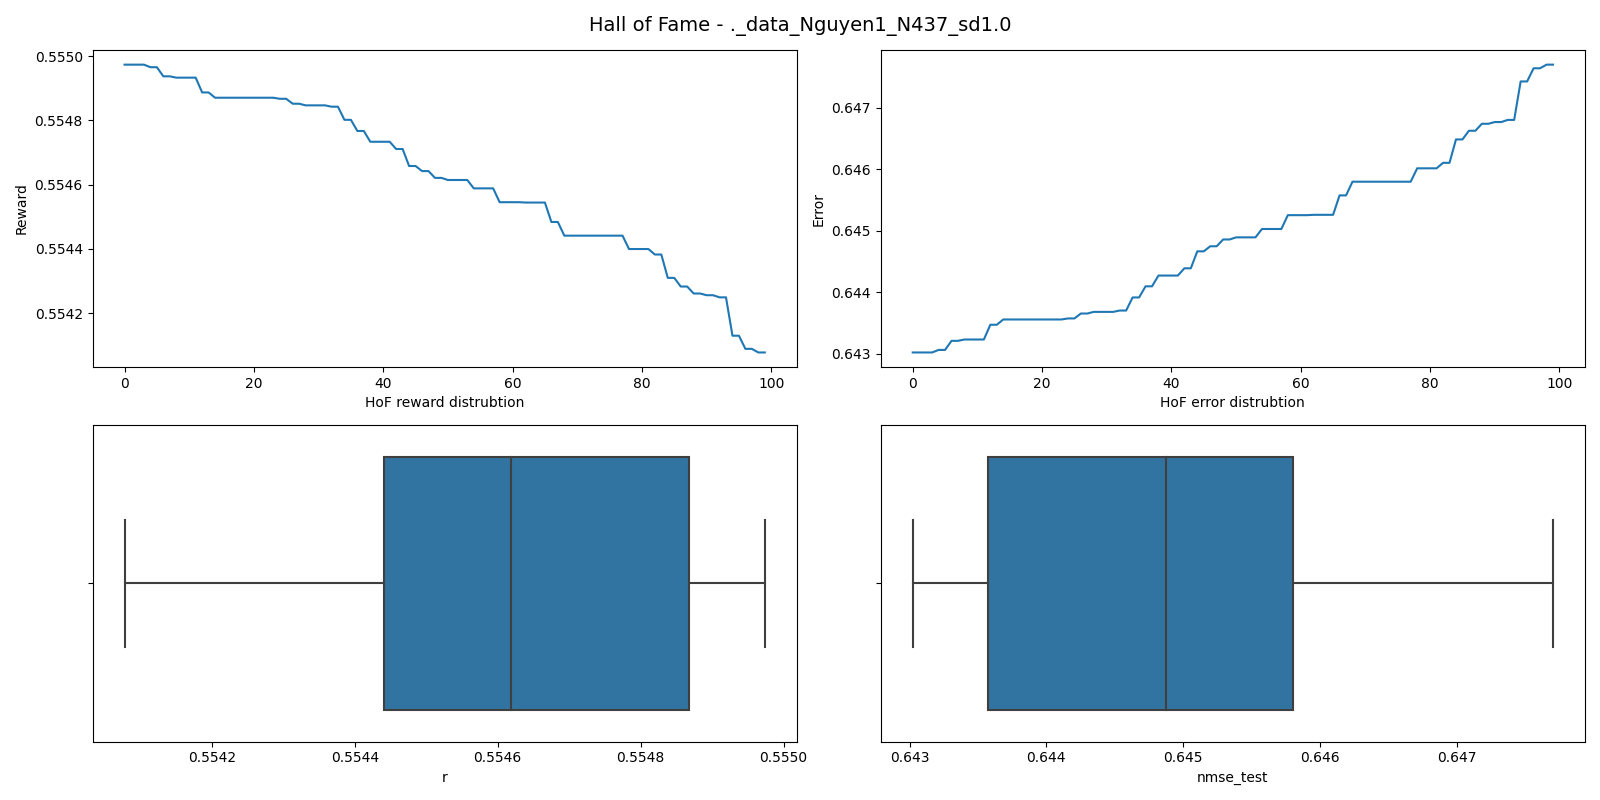 Hall of Fame - ._data_Nguyen1_N437_sd1.0
Reward
0.5550
0.5548
0.5546
0.5544
0.5542
0 20 40 60 80 100
HoF reward distrubtion
Error
0.647
0.646
0.645
0.644
0.643
0 20 40 60 80 100
HoF error distrubtion
0.5542 0.5544 0.5546 0.5548 0.5550
r
0.643 0.644 0.645 0.646 0.647
nmse_test